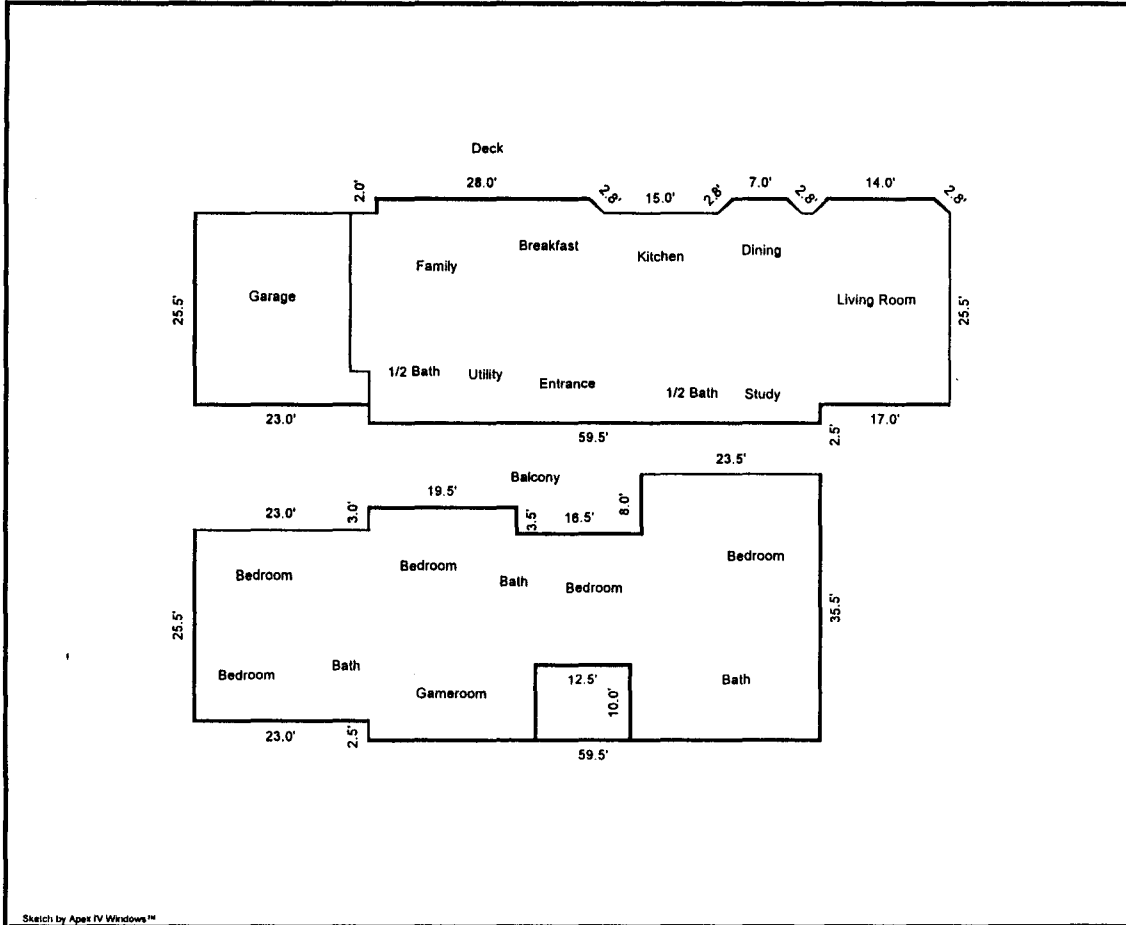 Deck
2.0'
28.0'
2.8'
15.0'
2.8'
7.0'
2.8'
14.0'
2.8'
Breakfast
Family
Kitchen
Dining
Garage
Living Room
25.5'
25.5'
1/2 Bath
Utility
Entrance
1/2 Bath
Study
23.0'
59.5'
2.5'
17.0'
23.5'
Balcony
19.5'
23.0'
3.0'
3.5'
16.5'
8.0'
Bedroom
Bedroom
Bath
Bedroom
Bedroom
25.5'
35.5'
Bedroom
Bath
Gameroom
12.5'
10.0'
Bath
23.0'
2.5'
59.5'
Sketch by Apex IV Windows™